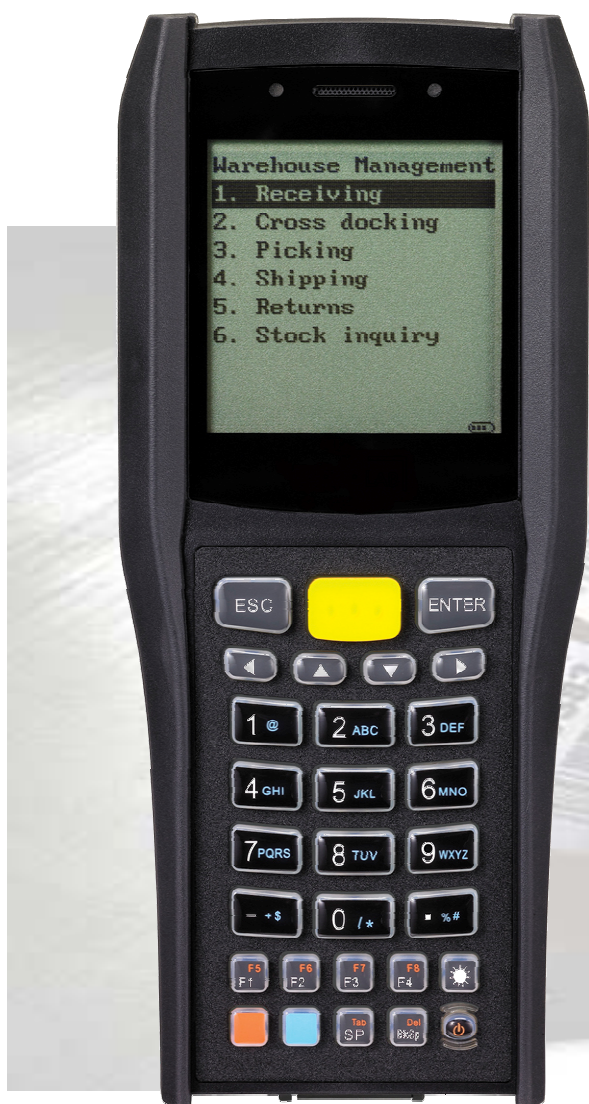 Warehouse Management
1. Receiving
2. Cross docking
3. Picking
4. Shipping
5. Returns
6. Stock inquiry
ESC ENTER
1 @ 2 ABC 3 DEF
4 GHI 5 JKL 6 MNO
7 PQRS 8 TUV 9 WXYZ
- +$ 0 /* . %#
F5 F6 F7 F8
F1 F2 F3 F4
Tab Del
SP BkSp